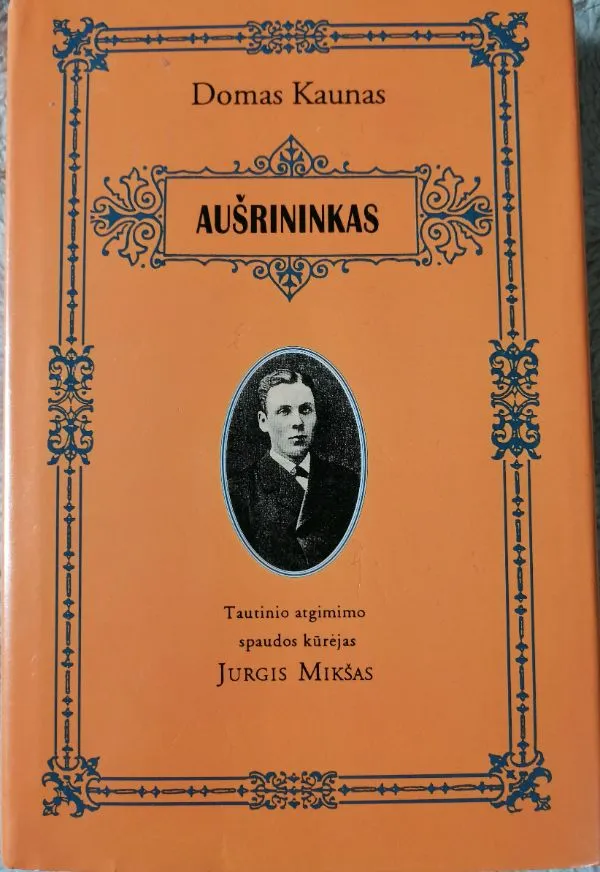 Domas Kaunas
AUŠRININKAS
Tautinio atgimimo
spaudos kūrėjas
JURGIS MIKŠAS